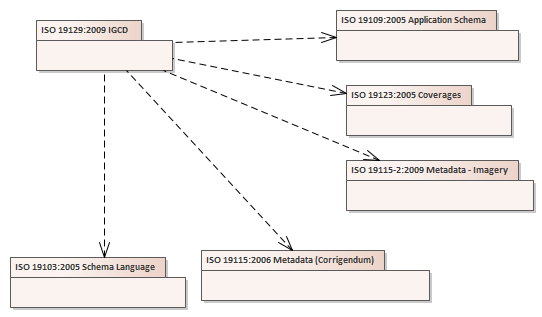 ISO 19129:2009 IGCD
ISO 19109:2005 Application Schema
ISO 19123:2005 Coverages
ISO 19115-2:2009 Metadata - Imagery
ISO 19115:2006 Metadata (Corrigendum)
ISO 19103:2005 Schema Language